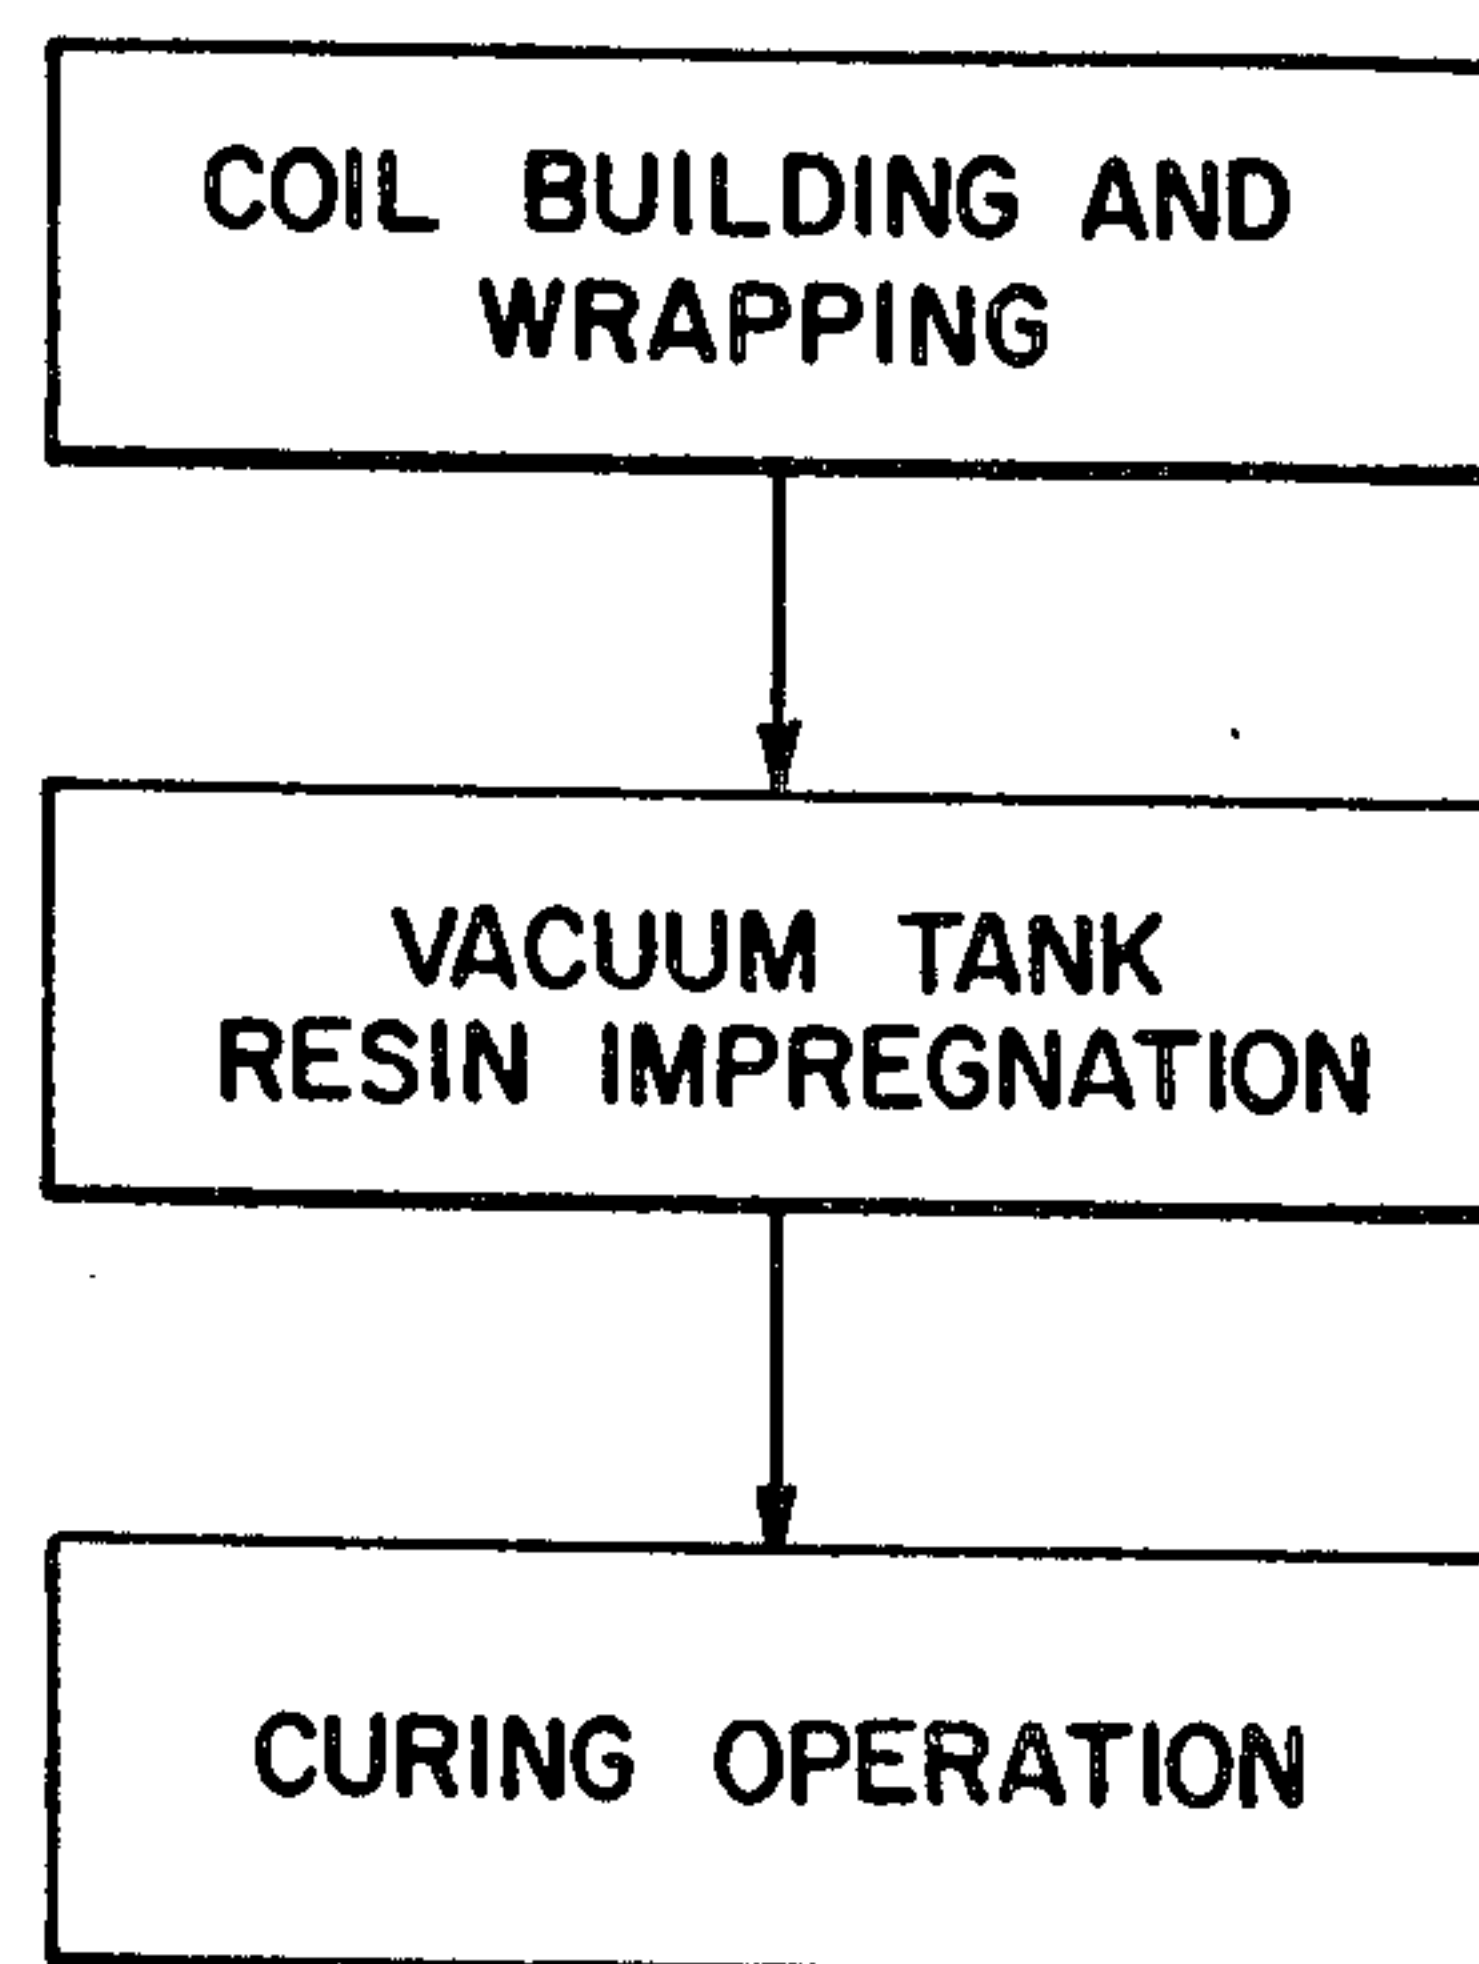 COIL BUILDING AND
WRAPPING
VACUUM TANK
RESIN IMPREGNATION
CURING OPERATION